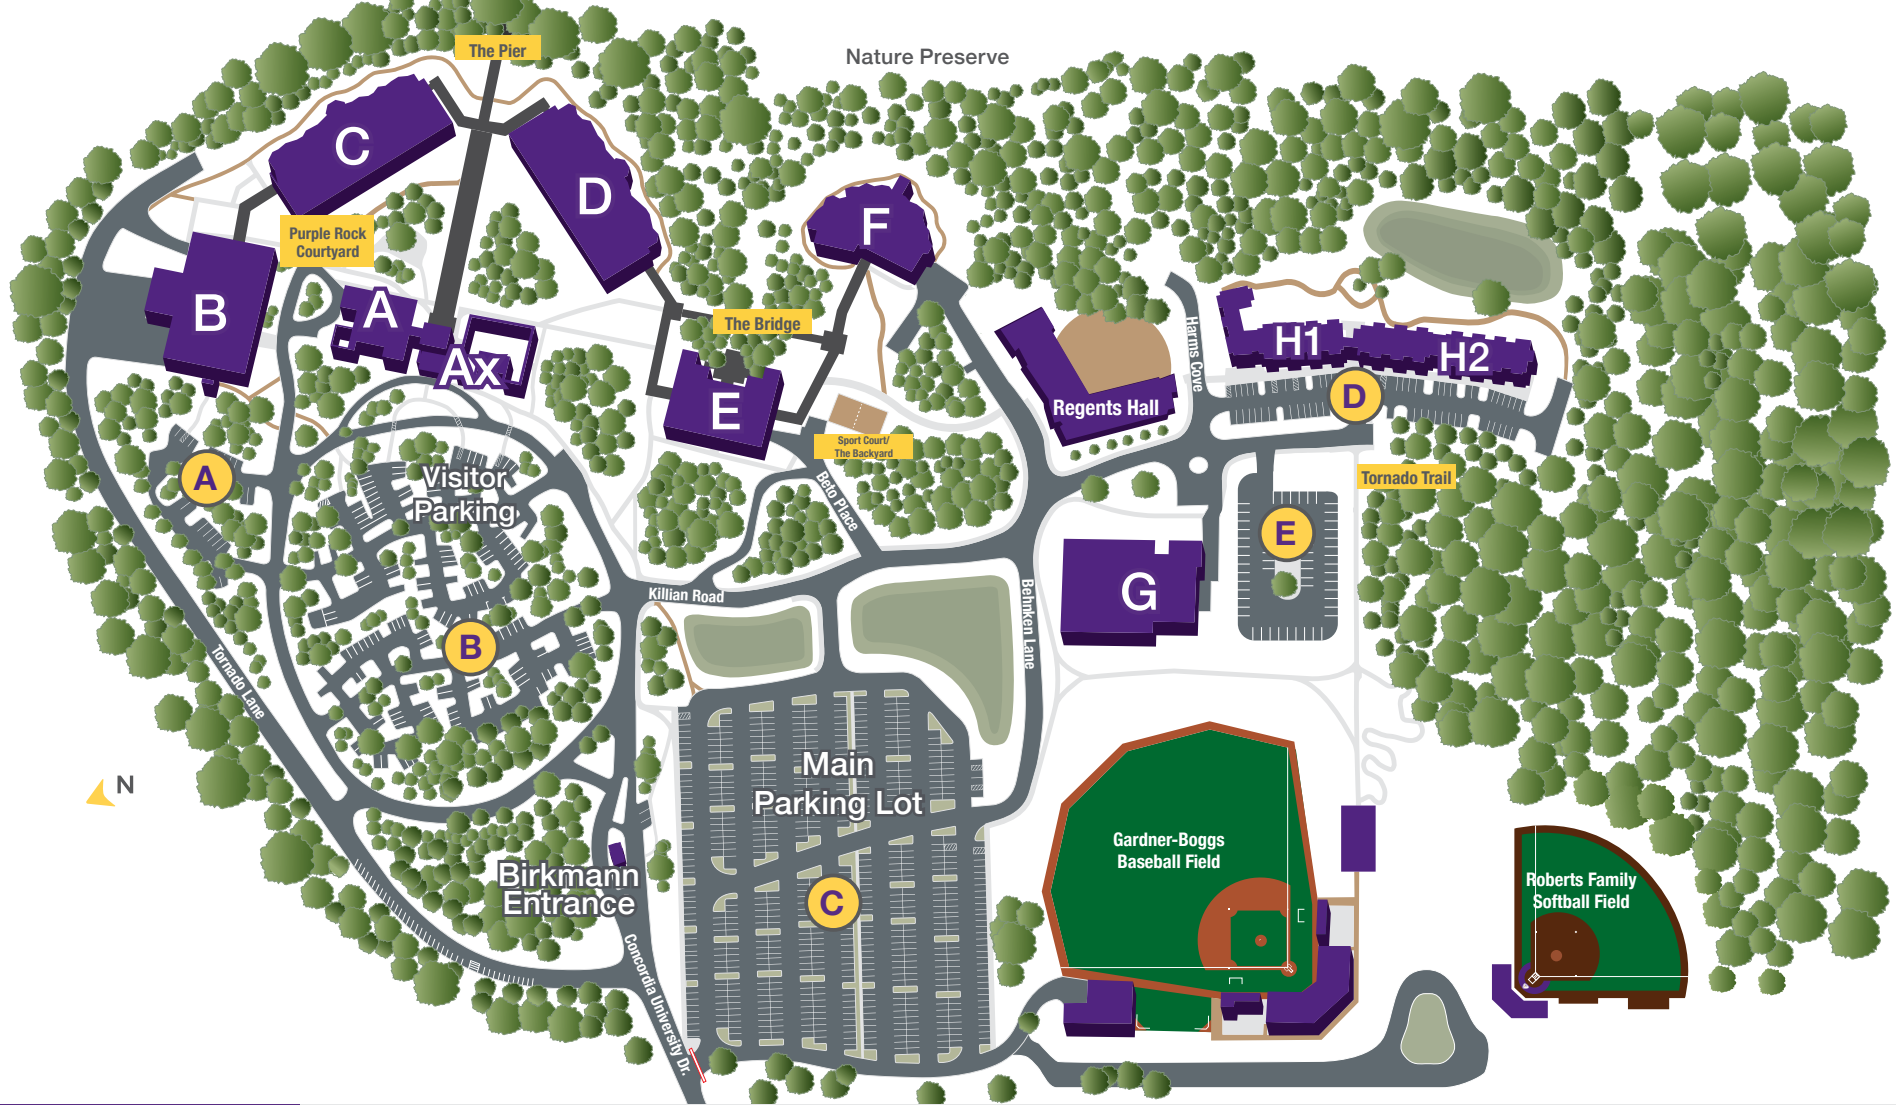 The Pier
Nature Preserve
C
D
F
Purple Rock
Courtyard
B
A
Ax
The Bridge
E
Sport Court/
The Backyard
Regents Hall
Harms Cove
H1
H2
D
Tornado Trail
A
Visitor
Parking
Beto Place
E
G
Killian Road
Behnken Lane
B
Tornado Lane
N
Main
Parking Lot
C
Birkmann
Entrance
Concordia University Dr.
Gardner-Boggs
Baseball Field
Roberts Family
Softball Field